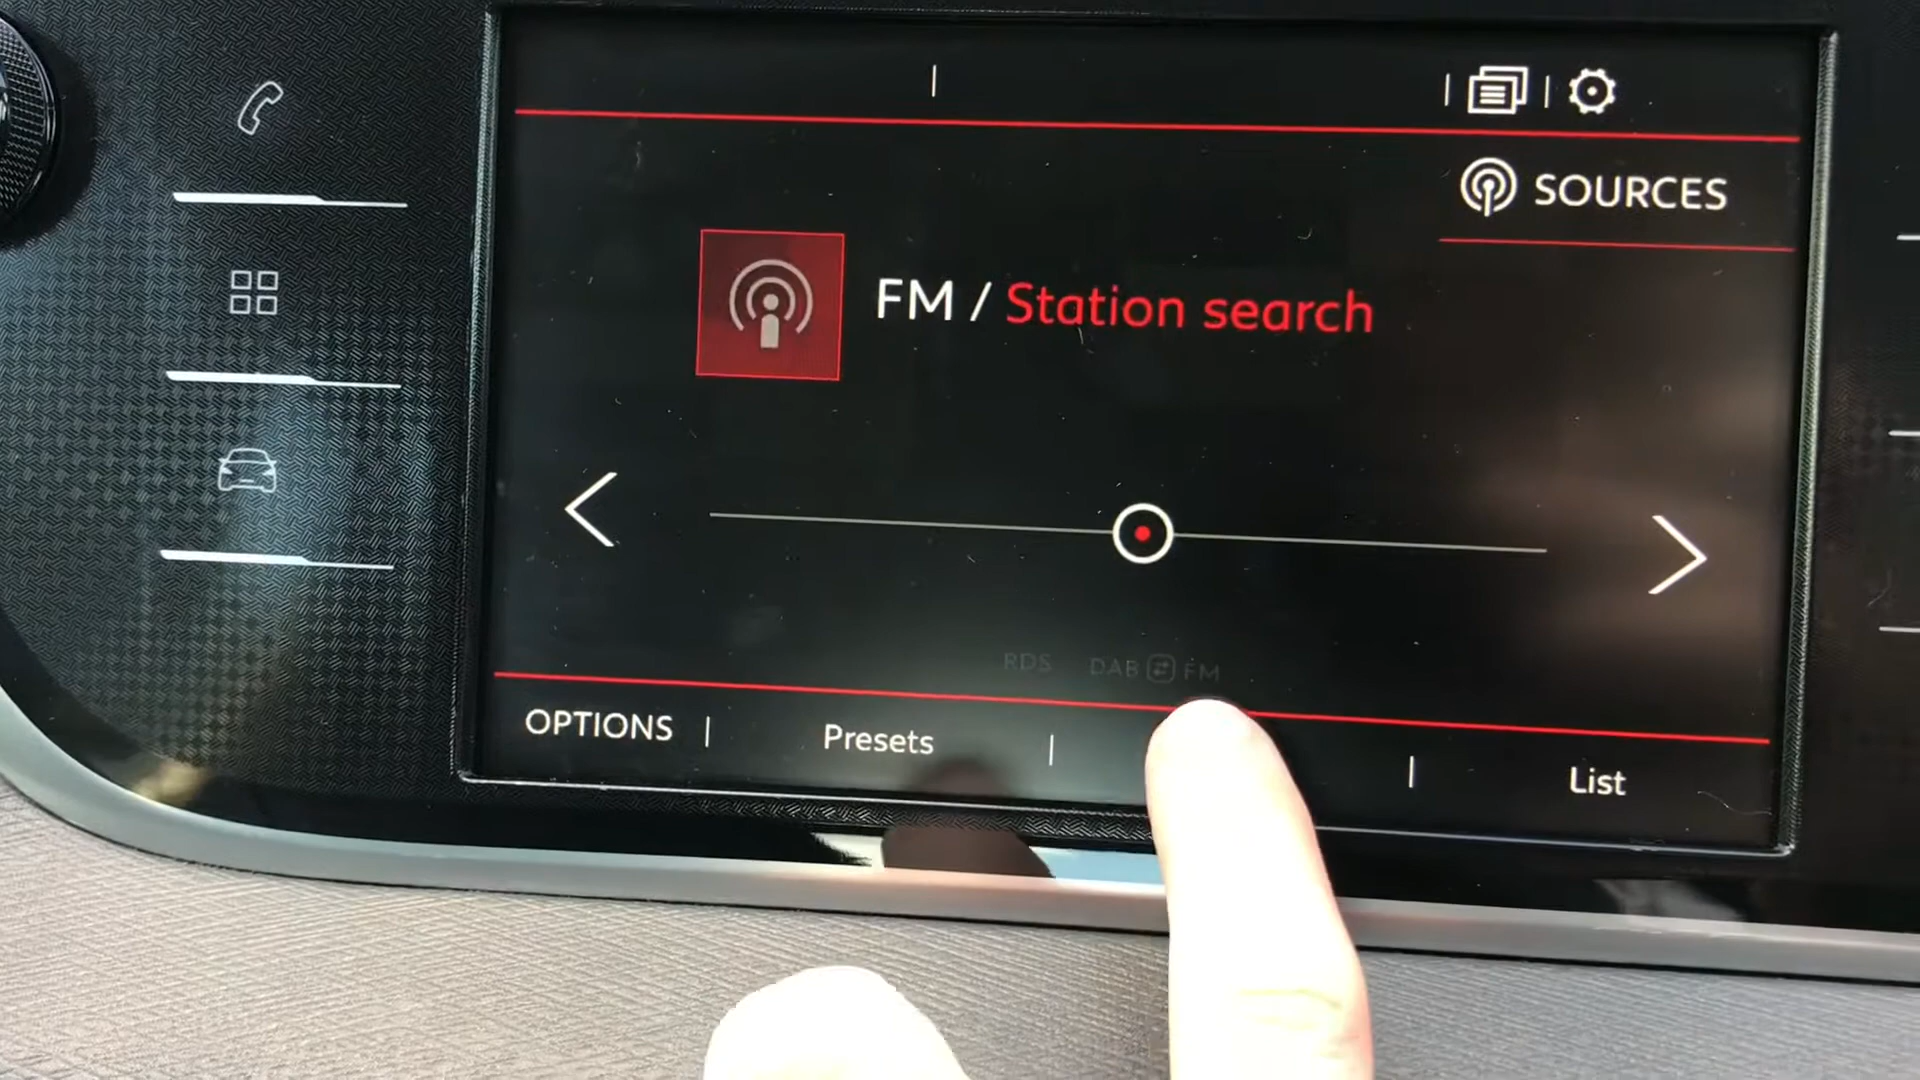 SOURCES
FM / Station search
RDS DAB FM
OPTIONS | Presets | | List